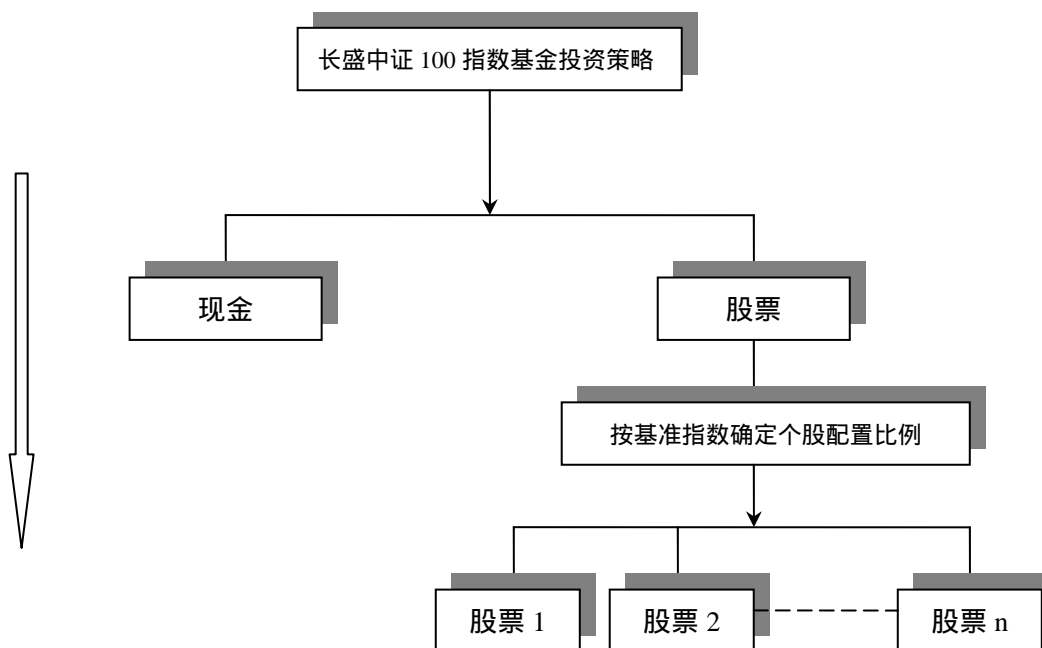 长盛中证 100 指数基金投资策略
现金
股票
按基准指数确定个股配置比例
股票 1
股票 2
股票 n